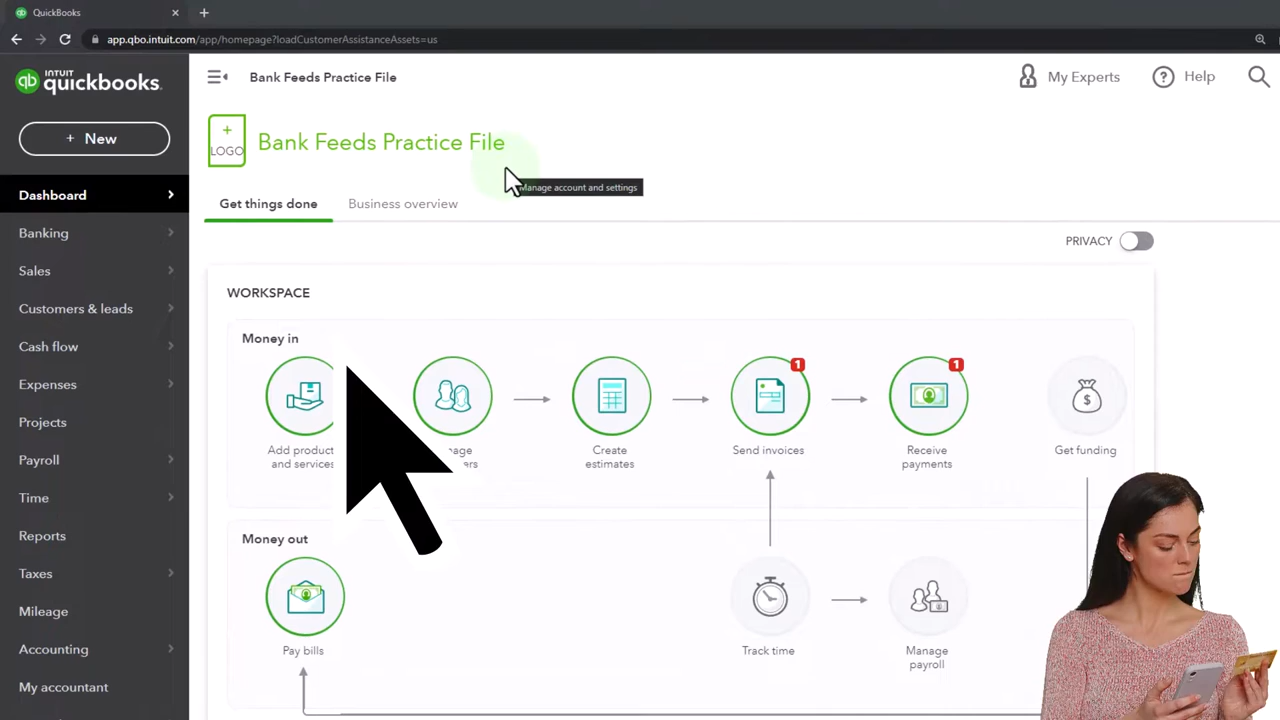 QuickBooks
app.qbo.intuit.com/app/homepage?loadCustomerAssistanceAssets=us
INTUIT
quickbooks.
Bank Feeds Practice File
My Experts
Help
+ New
+
LOGO
Bank Feeds Practice File
Manage account and settings
Dashboard
Get things done
Business overview
Banking
PRIVACY
Sales
WORKSPACE
Customers & leads
Money in
Cash flow
1
1
Expenses
Projects
Add product
and services
Create
estimates
Send invoices
Receive
payments
Get funding
$
Payroll
Time
Reports
Money out
Taxes
Mileage
Pay bills
Track time
Manage
payroll
Accounting
My accountant